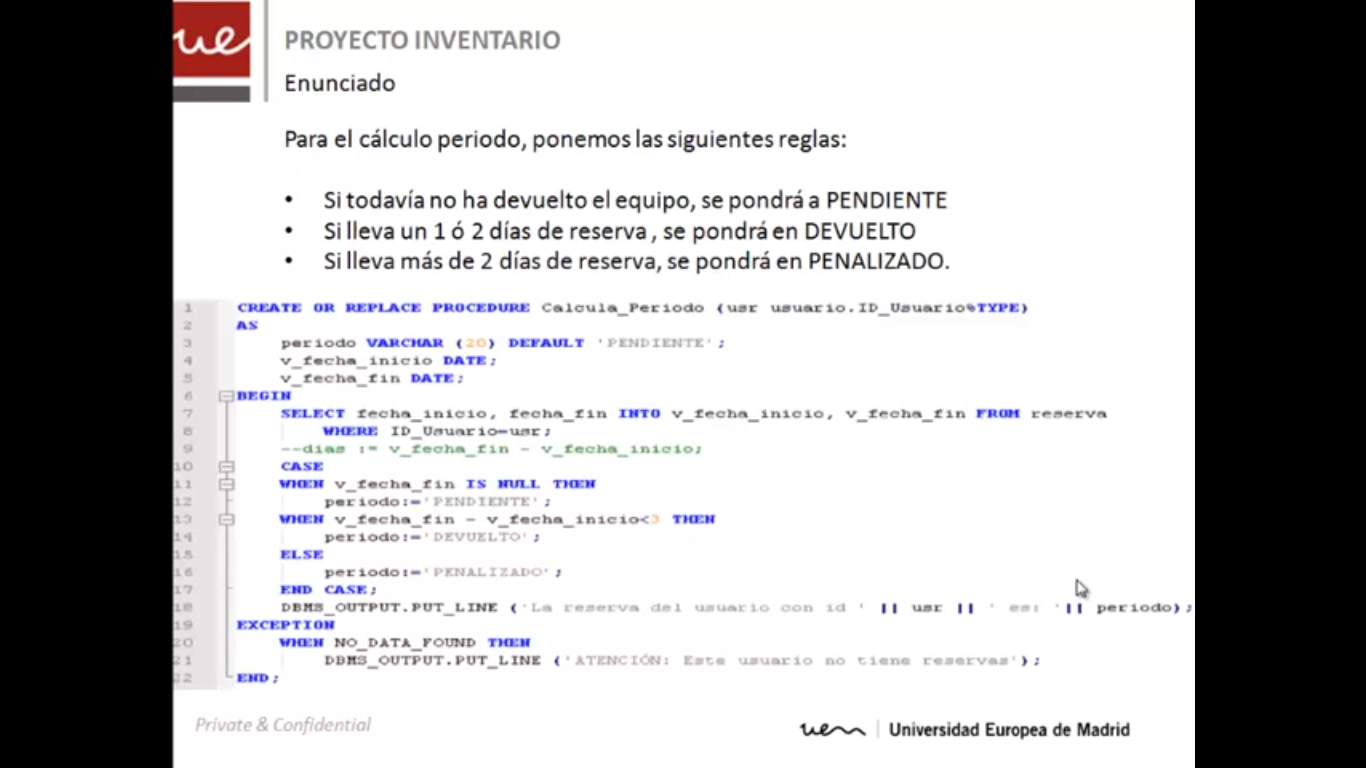 ue
PROYECTO INVENTARIO
Enunciado
Para el cálculo periodo, ponemos las siguientes reglas:
• Si todavía no ha devuelto el equipo, se pondrá a PENDIENTE
• Si lleva un 1 ó 2 días de reserva , se pondrá en DEVUELTO
• Si lleva más de 2 días de reserva, se pondrá en PENALIZADO.
1 CREATE OR REPLACE PROCEDURE Calcula_Periodo (usr usuario.ID_Usuario%TYPE)
2 AS
3 periodo VARCHAR (20) DEFAULT 'PENDIENTE';
4 v_fecha_inicio DATE;
5 v_fecha_fin DATE;
6 BEGIN
7 SELECT fecha_inicio, fecha_fin INTO v_fecha_inicio, v_fecha_fin FROM reserva
8 WHERE ID_Usuario=usr;
9 --dias := v_fecha_fin - v_fecha_inicio;
10 CASE
11 WHEN v_fecha_fin IS NULL THEN
12 periodo:='PENDIENTE';
13 WHEN v_fecha_fin - v_fecha_inicio<3 THEN
14 periodo:='DEVUELTO';
15 ELSE
16 periodo:='PENALIZADO';
17 END CASE;
18 DBMS_OUTPUT.PUT_LINE ('La reserva del usuario con id ' || usr || ' es: '|| periodo);
19 EXCEPTION
20 WHEN NO_DATA_FOUND THEN
21 DBMS_OUTPUT.PUT_LINE ('ATENCIÓN: Este usuario no tiene reservas');
22 END;
Private & Confidential
uem | Universidad Europea de Madrid